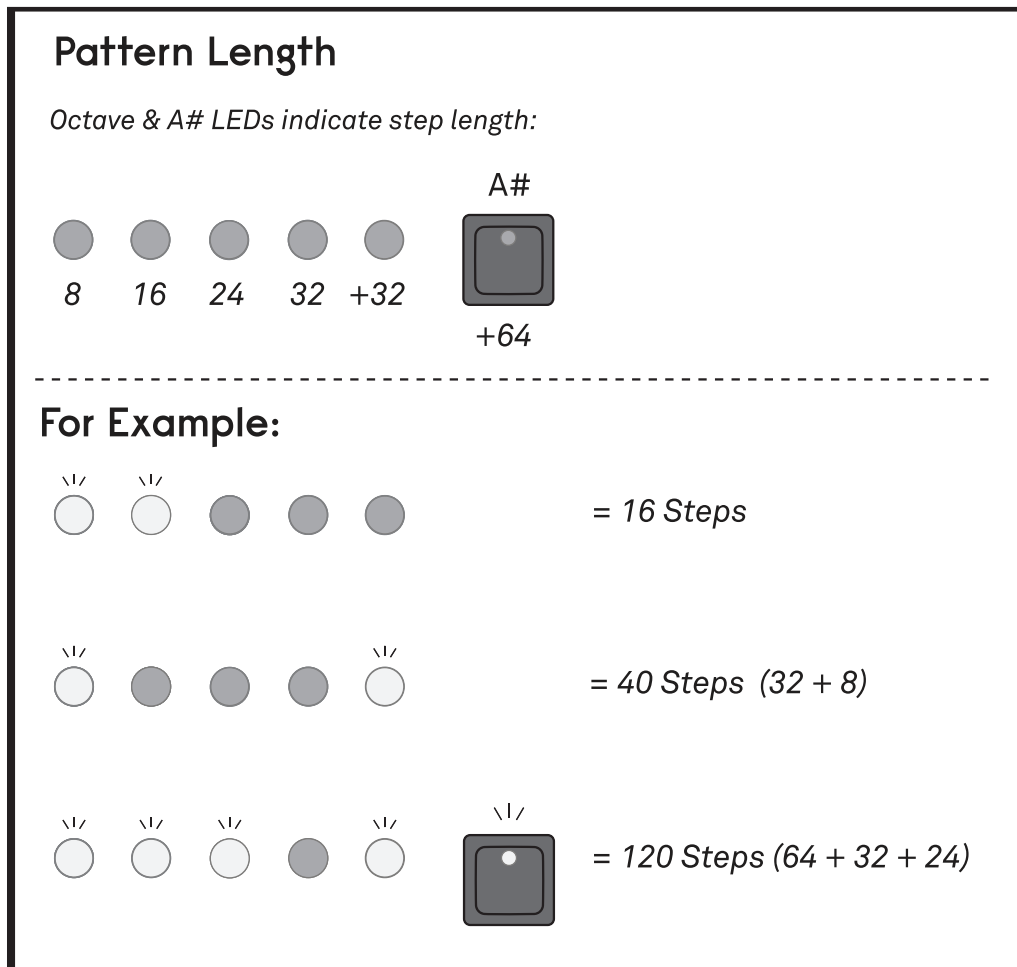 Pattern Length
Octave & A# LEDs indicate step length:
A#
8 16 24 32 +32
+64
For Example:
= 16 Steps
= 40 Steps (32 + 8)
= 120 Steps (64 + 32 + 24)